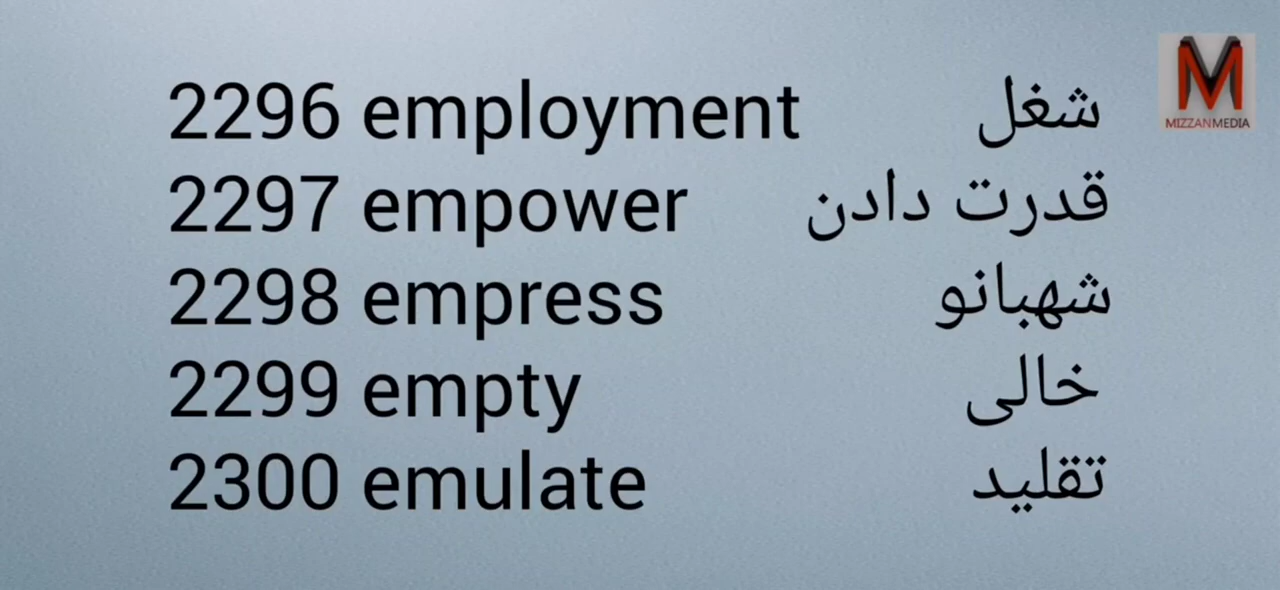 2296 employment شغل
2297 empower قدرت دادن
2298 empress شهبانو
2299 empty خالی
2300 emulate تقلید
M
MIZZANMEDIA